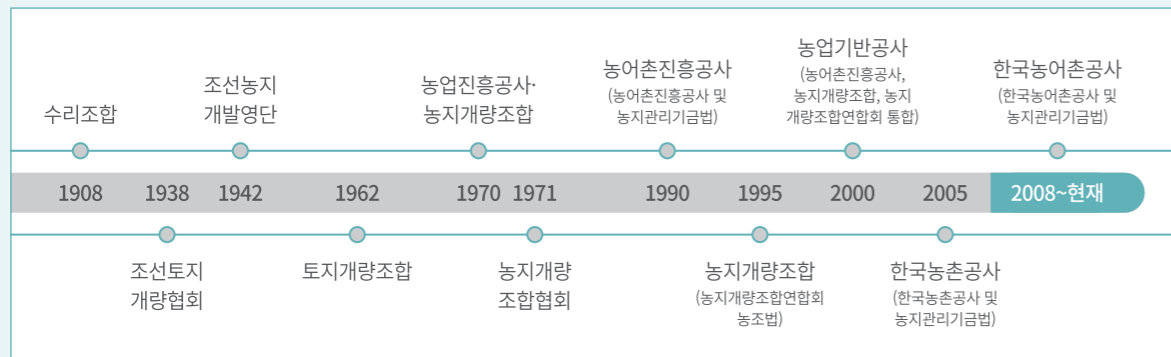 수리조합
조선농지
개발영단
농업진흥공사·
농지개량조합
농어촌진흥공사
(농어촌진흥공사 및
농지관리기금법)
농업기반공사
(농어촌진흥공사,
농지개량조합, 농지
개량조합연합회 통합)
한국농어촌공사
(한국농어촌공사 및
농지관리기금법)
1908 1938 1942 1962 1970 1971 1990 1995 2000 2005 2008~현재
조선토지
개량협회
토지개량조합
농지개량
조합협회
농지개량조합
(농지개량조합연합회
농조법)
한국농촌공사
(한국농촌공사 및
농지관리기금법)